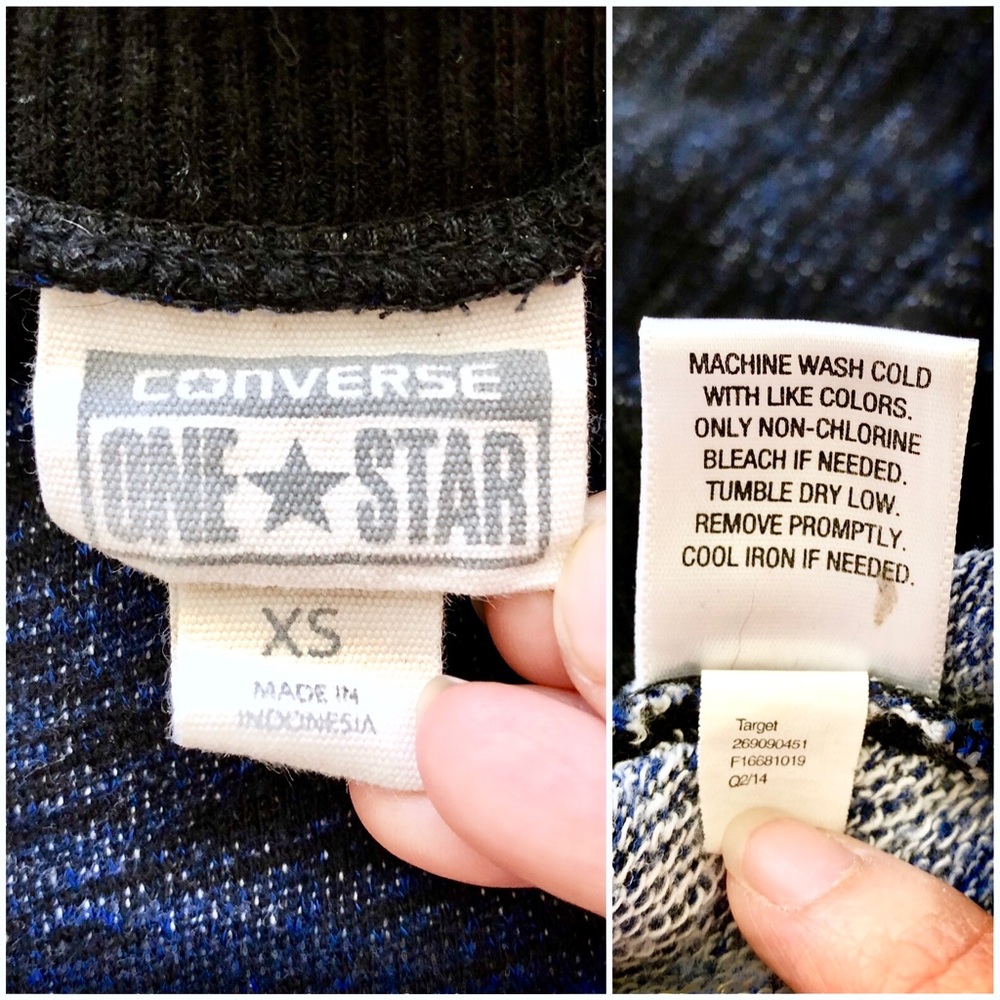 CONVERSE
ONE★STAR
XS
MADE IN
INDONESIA
MACHINE WASH COLD
WITH LIKE COLORS.
ONLY NON-CHLORINE
BLEACH IF NEEDED.
TUMBLE DRY LOW.
REMOVE PROMPTLY.
COOL IRON IF NEEDED.
Target
269090451
F16681019
Q2/14